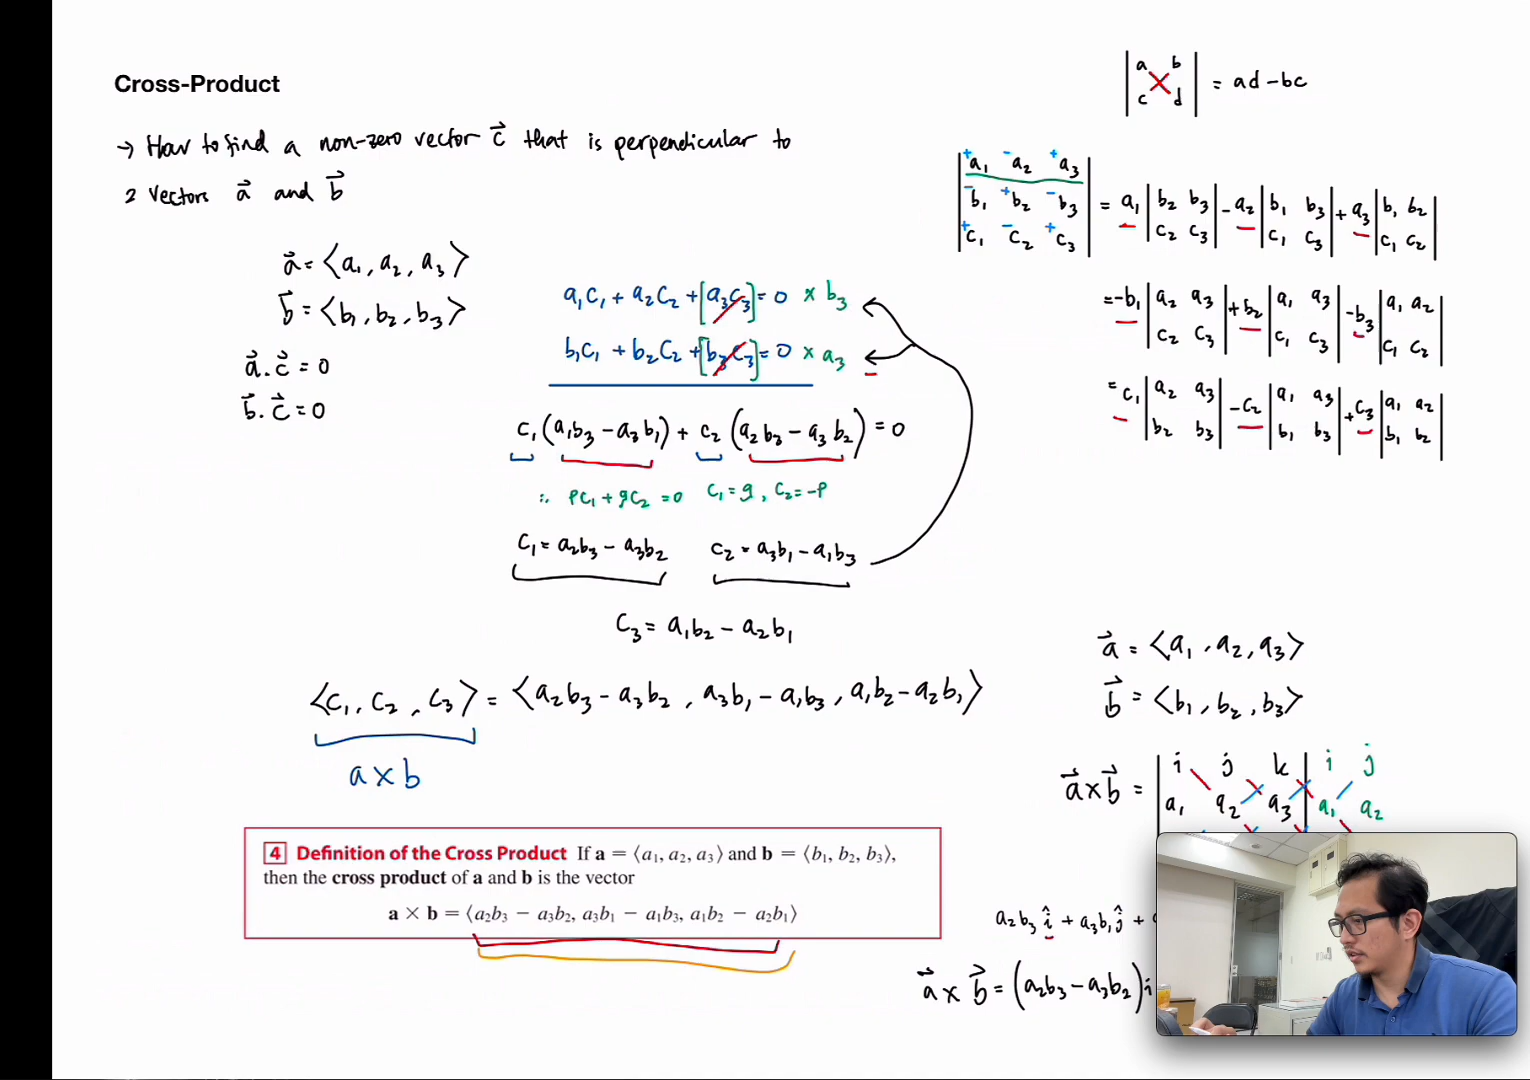 Cross-Product
→ How to find a non-zero vector c⃗ that is perpendicular to
2 vectors a⃗ and b⃗
a⃗ = ⟨a₁, a₂, a₃⟩
b⃗ = ⟨b₁, b₂, b₃⟩
a⃗ . c⃗ = 0
b⃗ . c⃗ = 0
a₁c₁ + a₂c₂ + [a₃c₃] = 0 × b₃
b₁c₁ + b₂c₂ + [b₃c₃] = 0 × a₃
c₁(a₁b₃ − a₃b₁) + c₂(a₂b₃ − a₃b₂) = 0
∴ pc₁ + qc₂ = 0 c₁ = q, c₂ = −p
c₁ = a₂b₃ − a₃b₂ c₂ = a₃b₁ − a₁b₃
c₃ = a₁b₂ − a₂b₁
⟨c₁, c₂, c₃⟩ = ⟨a₂b₃ − a₃b₂, a₃b₁ − a₁b₃, a₁b₂ − a₂b₁⟩
a × b
4 Definition of the Cross Product If a = ⟨a₁, a₂, a₃⟩ and b = ⟨b₁, b₂, b₃⟩,
then the cross product of a and b is the vector
a × b = ⟨a₂b₃ − a₃b₂, a₃b₁ − a₁b₃, a₁b₂ − a₂b₁⟩
|a b|
|c d| = ad − bc
|+a₁ −a₂ +a₃|
|−b₁ +b₂ −b₃| = a₁ |b₂ b₃| − a₂ |b₁ b₃| + a₃ |b₁ b₂|
|+c₁ −c₂ +c₃| |c₂ c₃| |c₁ c₃| |c₁ c₂|
= −b₁ |a₂ a₃| + b₂ |a₁ a₃| − b₃ |a₁ a₂|
|c₂ c₃| |c₁ c₃| |c₁ c₂|
= c₁ |a₂ a₃| − c₂ |a₁ a₃| + c₃ |a₁ a₂|
|b₂ b₃| |b₁ b₃| |b₁ b₂|
a⃗ = ⟨a₁, a₂, a₃⟩
b⃗ = ⟨b₁, b₂, b₃⟩
a⃗ × b⃗ = |i j k| i j
|a₁ a₂ a₃| a₁ a₂
a₂b₃ î + a₃b₁ ĵ +
a⃗ × b⃗ = (a₂b₃ − a₃b₂)i